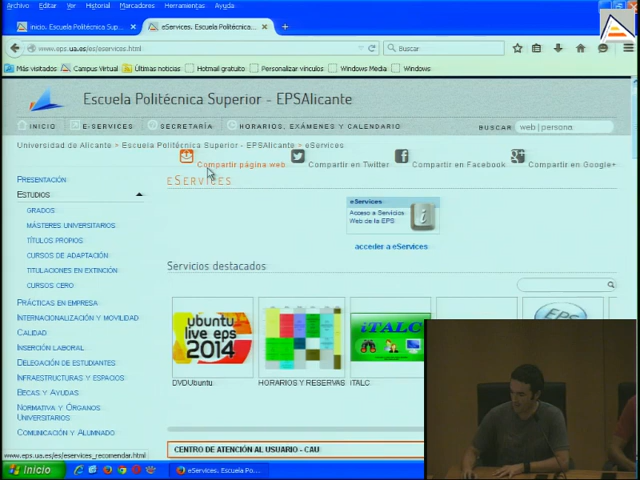 Archivo Editar Ver Historial Marcadores Herramientas Ayuda
inicio. Escuela Politécnica Sup... × eServices. Escuela Politécnica... ×
www.eps.ua.es/es/eservices.html Buscar
Más visitados Campus Virtual Últimas noticias Hotmail gratuito Personalizar vínculos Windows Media Windows
Escuela Politécnica Superior - EPSAlicante
INICIO E-SERVICES SECRETARÍA HORARIOS, EXÁMENES Y CALENDARIO BUSCAR web | persona
Universidad de Alicante > Escuela Politécnica Superior - EPSAlicante > eServices
Compartir página web Compartir en Twitter Compartir en Facebook Compartir en Google+
PRESENTACIÓN
ESTUDIOS
GRADOS
MÁSTERES UNIVERSITARIOS
TÍTULOS PROPIOS
CURSOS DE ADAPTACIÓN
TITULACIONES EN EXTINCIÓN
CURSOS CERO
PRÁCTICAS EN EMPRESA
INTERNACIONALIZACIÓN Y MOVILIDAD
CALIDAD
INSERCIÓN LABORAL
DELEGACIÓN DE ESTUDIANTES
INFRAESTRUCTURAS Y ESPACIOS
BECAS Y AYUDAS
NORMATIVA Y ÓRGANOS
UNIVERSITARIOS
COMUNICACIÓN Y ALUMNADO
ESERVICES
eServices
Acceso a Servicios
Web de la EPS
acceder a eServices
Servicios destacados
ubuntu
live eps
2014
iTALC
EPS
DVDUbuntu HORARIOS Y RESERVAS iTALC
CENTRO DE ATENCIÓN AL USUARIO - CAU
www.eps.ua.es/es/eservices_recomendar.html
Inicio eServices. Escuela Po...